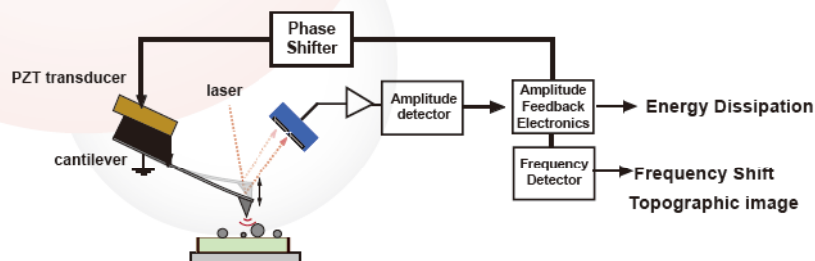 Phase
Shifter
PZT transducer
laser
cantilever
Amplitude
detector
Amplitude
Feedback
Electronics
Energy Dissipation
Frequency
Detector
Frequency Shift
Topographic image